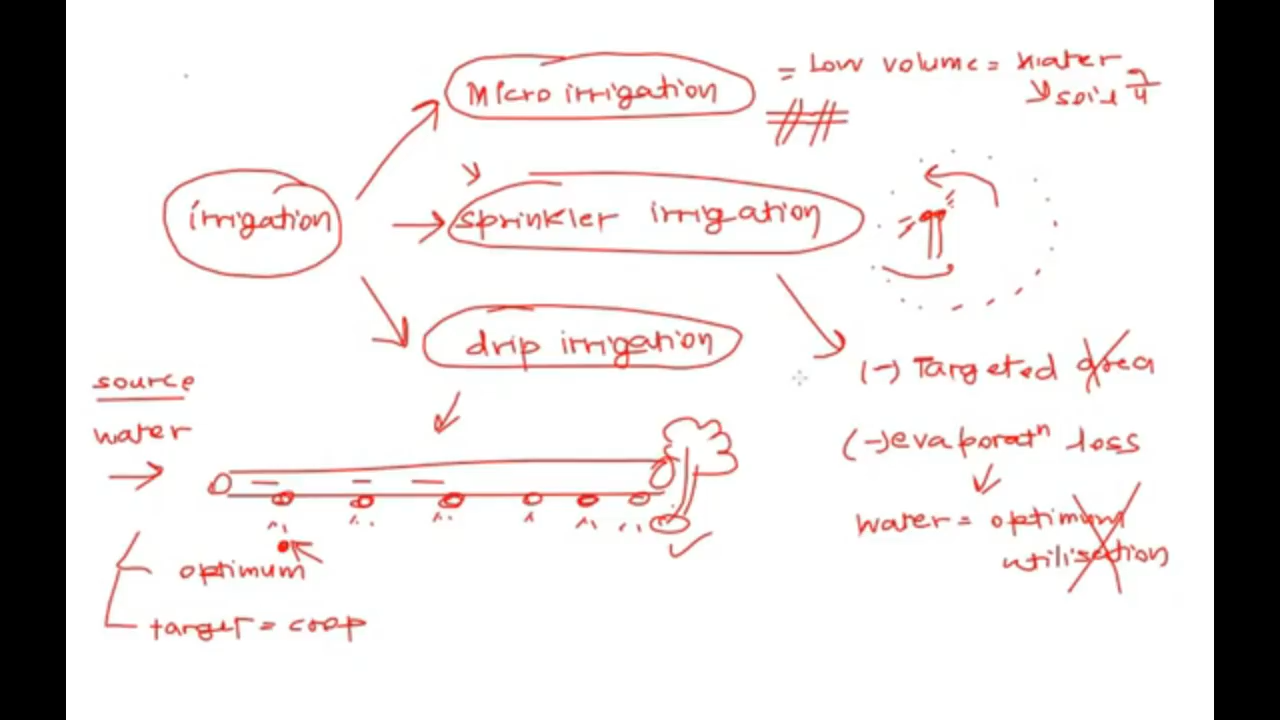 Micro irrigation
= Low volume = water
soil
irrigation
sprinkler irrigation
drip irrigation
source
water
(-) Targeted area
(-) evaporatn loss
water = optimum
utilisation
optimum
target = crop